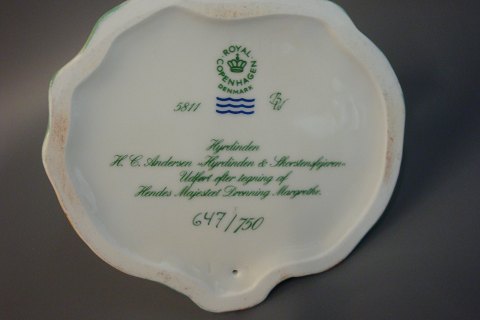 ROYAL
COPENHAGEN
DENMARK
5811
Hyrdinden
H. C. Andersen »Hyrdinden & Skorstensfejeren«
Udført efter tegning af
Hendes Majestæt Dronning Margrethe.
647/750